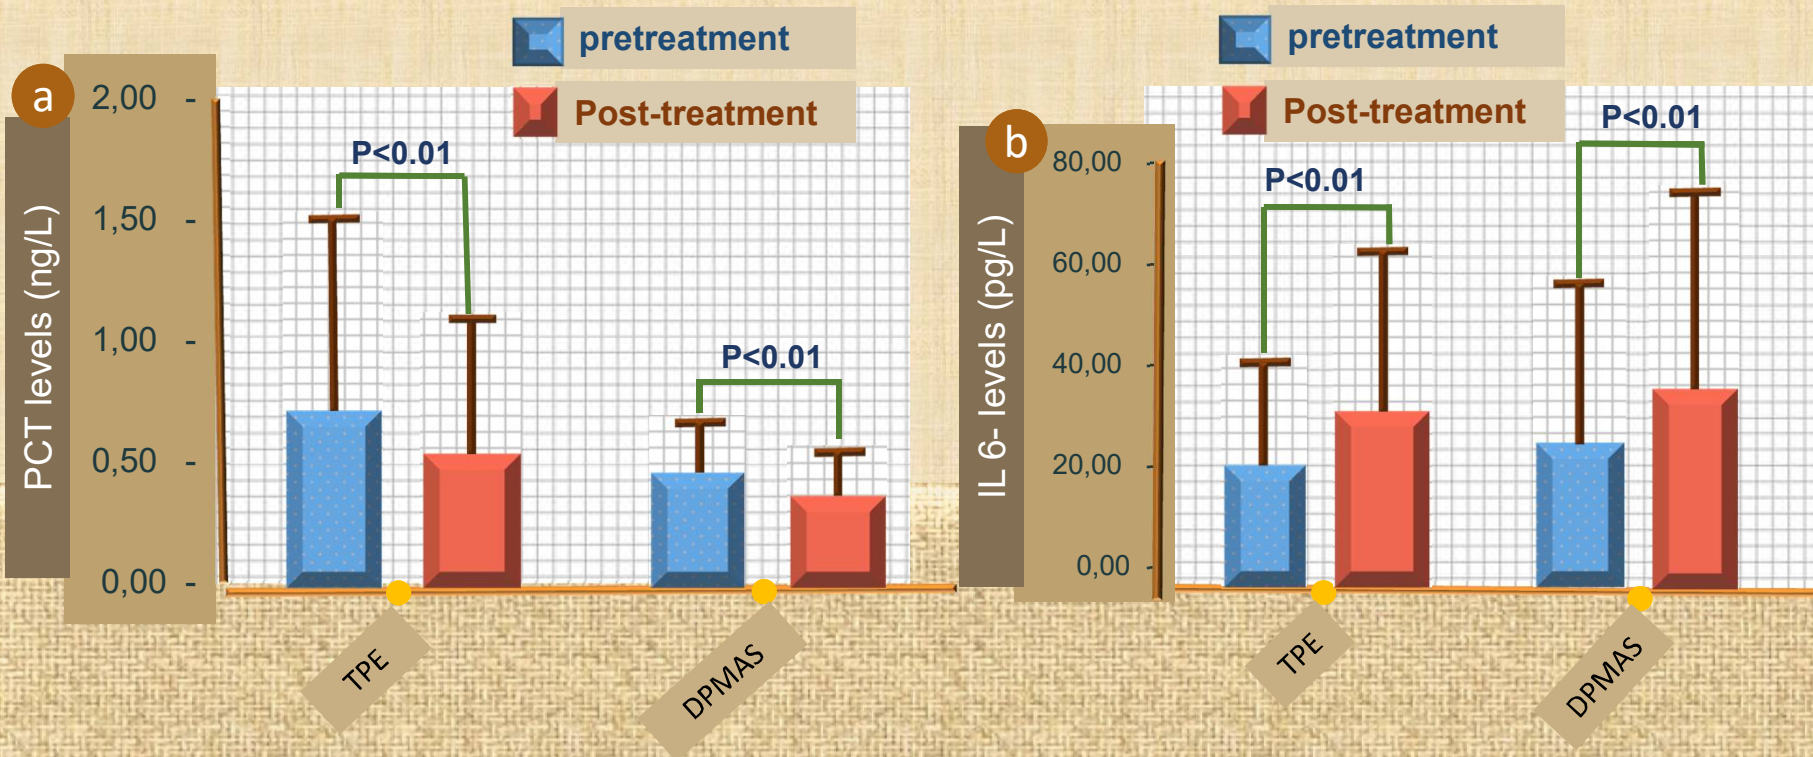 a
pretreatment
Post-treatment
PCT levels (ng/L)
2,00 -
1,50 -
1,00 -
0,50 -
0,00 -
P<0.01
P<0.01
TPE
DPMAS
b
pretreatment
Post-treatment
IL 6- levels (pg/L)
80,00 -
60,00 -
40,00 -
20,00 -
0,00 -
P<0.01
P<0.01
TPE
DPMAS